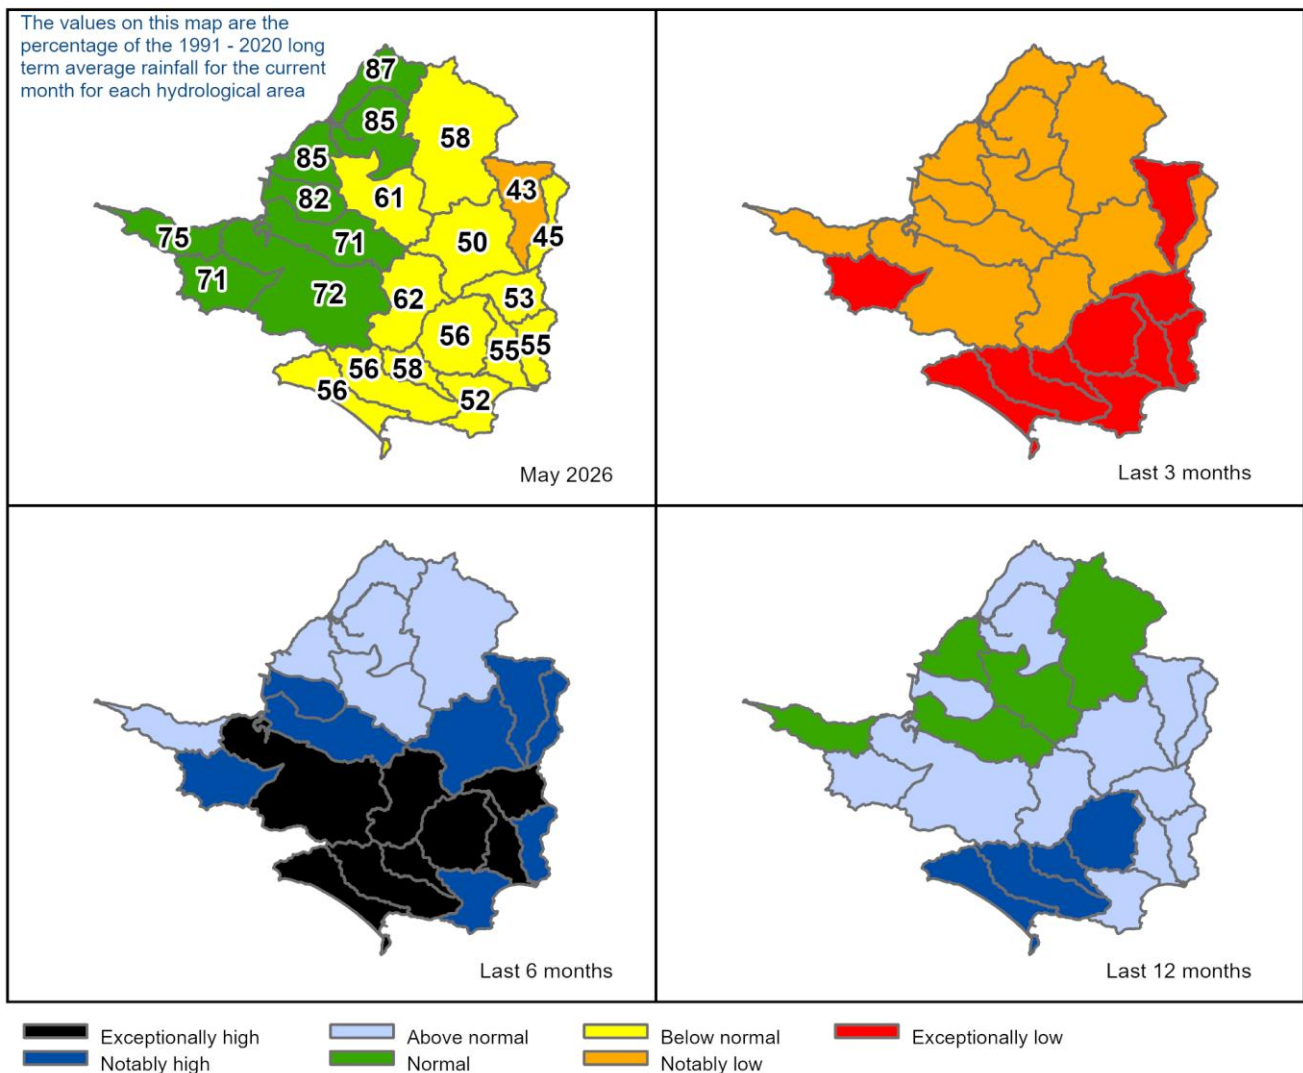 The values on this map are the
percentage of the 1991 - 2020 long
term average rainfall for the current
month for each hydrological area
87
85
58
85
43
82
61
75
71
50
45
71
72
62
53
56
55
55
56
58
56
52
May 2026
Last 3 months
Last 6 months
Last 12 months
Exceptionally high
Above normal
Below normal
Exceptionally low
Notably high
Normal
Notably low